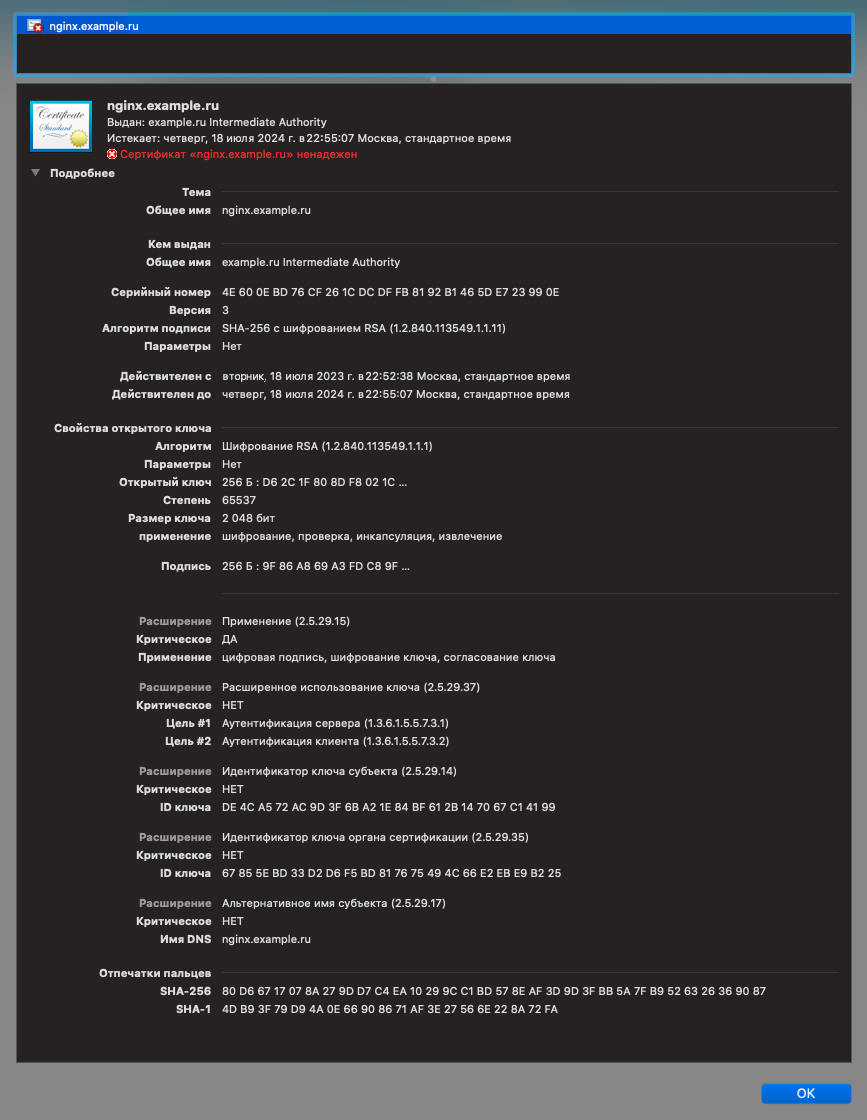 nginx.example.ru
Certificate
Standard
nginx.example.ru
Выдан: example.ru Intermediate Authority
Истекает: четверг, 18 июля 2024 г. в 22:55:07 Москва, стандартное время
Сертификат «nginx.example.ru» ненадежен
Подробнее
Тема
Общее имя nginx.example.ru
Кем выдан
Общее имя example.ru Intermediate Authority
Серийный номер 4E 60 0E BD 76 CF 26 1C DC DF FB 81 92 B1 46 5D E7 23 99 0E
Версия 3
Алгоритм подписи SHA-256 с шифрованием RSA (1.2.840.113549.1.1.11)
Параметры Нет
Действителен с вторник, 18 июля 2023 г. в 22:52:38 Москва, стандартное время
Действителен до четверг, 18 июля 2024 г. в 22:55:07 Москва, стандартное время
Свойства открытого ключа
Алгоритм Шифрование RSA (1.2.840.113549.1.1.1)
Параметры Нет
Открытый ключ 256 Б : D6 2C 1F 80 8D F8 02 1C ...
Степень 65537
Размер ключа 2 048 бит
применение шифрование, проверка, инкапсуляция, извлечение
Подпись 256 Б : 9F 86 A8 69 A3 FD C8 9F ...
Расширение Применение (2.5.29.15)
Критическое ДА
Применение цифровая подпись, шифрование ключа, согласование ключа
Расширение Расширенное использование ключа (2.5.29.37)
Критическое НЕТ
Цель #1 Аутентификация сервера (1.3.6.1.5.5.7.3.1)
Цель #2 Аутентификация клиента (1.3.6.1.5.5.7.3.2)
Расширение Идентификатор ключа субъекта (2.5.29.14)
Критическое НЕТ
ID ключа DE 4C A5 72 AC 9D 3F 6B A2 1E 84 BF 61 2B 14 70 67 C1 41 99
Расширение Идентификатор ключа органа сертификации (2.5.29.35)
Критическое НЕТ
ID ключа 67 85 5E BD 33 D2 D6 F5 BD 81 76 75 49 4C 66 E2 EB E9 B2 25
Расширение Альтернативное имя субъекта (2.5.29.17)
Критическое НЕТ
Имя DNS nginx.example.ru
Отпечатки пальцев
SHA-256 80 D6 67 17 07 8A 27 9D D7 C4 EA 10 29 9C C1 BD 57 8E AF 3D 9D 3F BB 5A 7F B9 52 63 26 36 90 87
SHA-1 4D B9 3F 79 D9 4A 0E 66 90 86 71 AF 3E 27 56 6E 22 8A 72 FA
OK